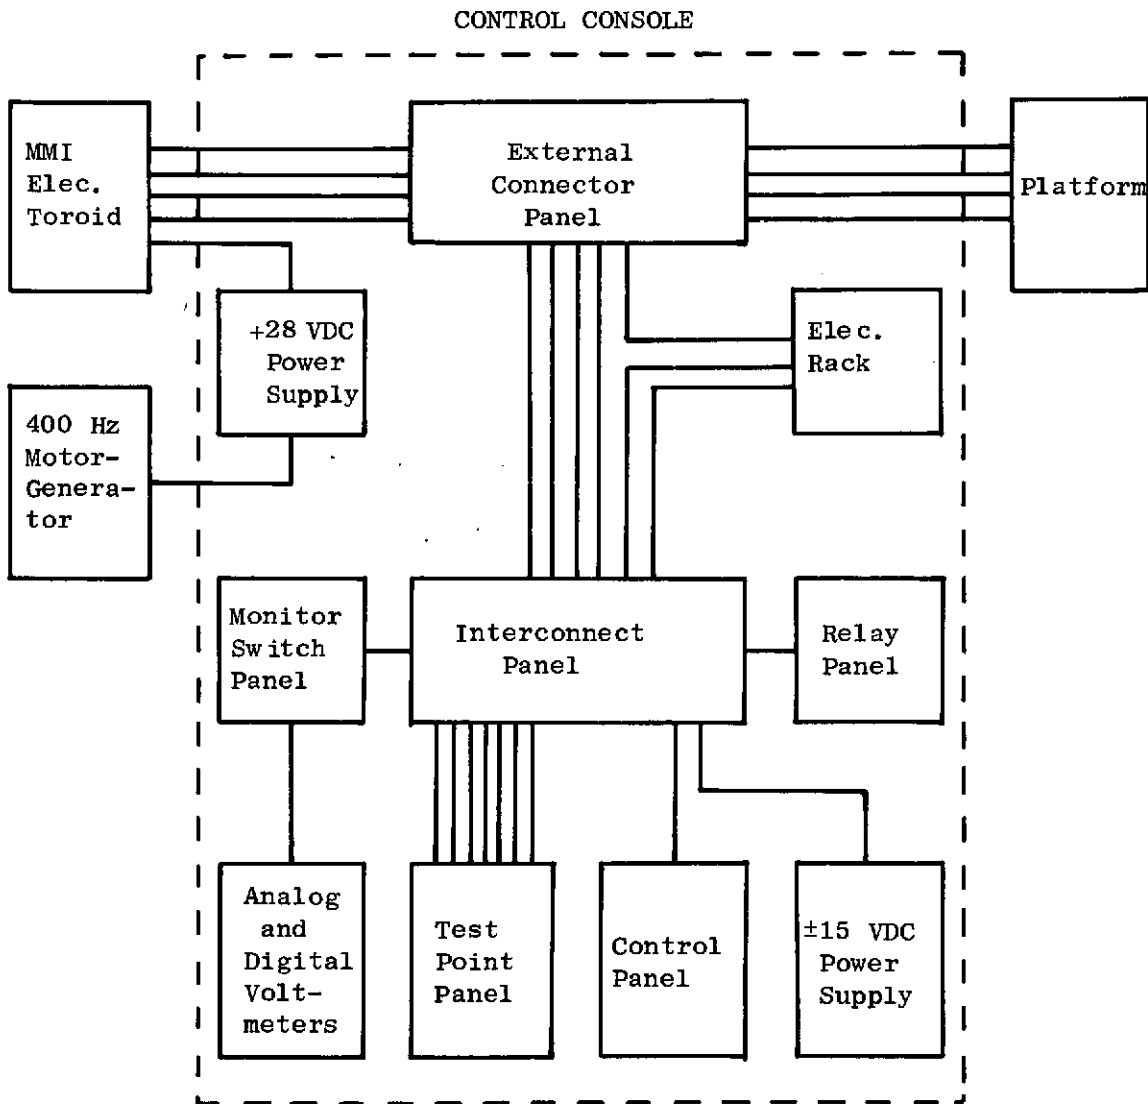 CONTROL CONSOLE
MMI
Elec.
Toroid
External
Connector
Panel
Platform
+28 VDC
Power
Supply
Elec.
Rack
400 Hz
Motor-
Genera-
tor
Monitor
Switch
Panel
Interconnect
Panel
Relay
Panel
Analog
and
Digital
Volt-
meters
Test
Point
Panel
Control
Panel
±15 VDC
Power
Supply